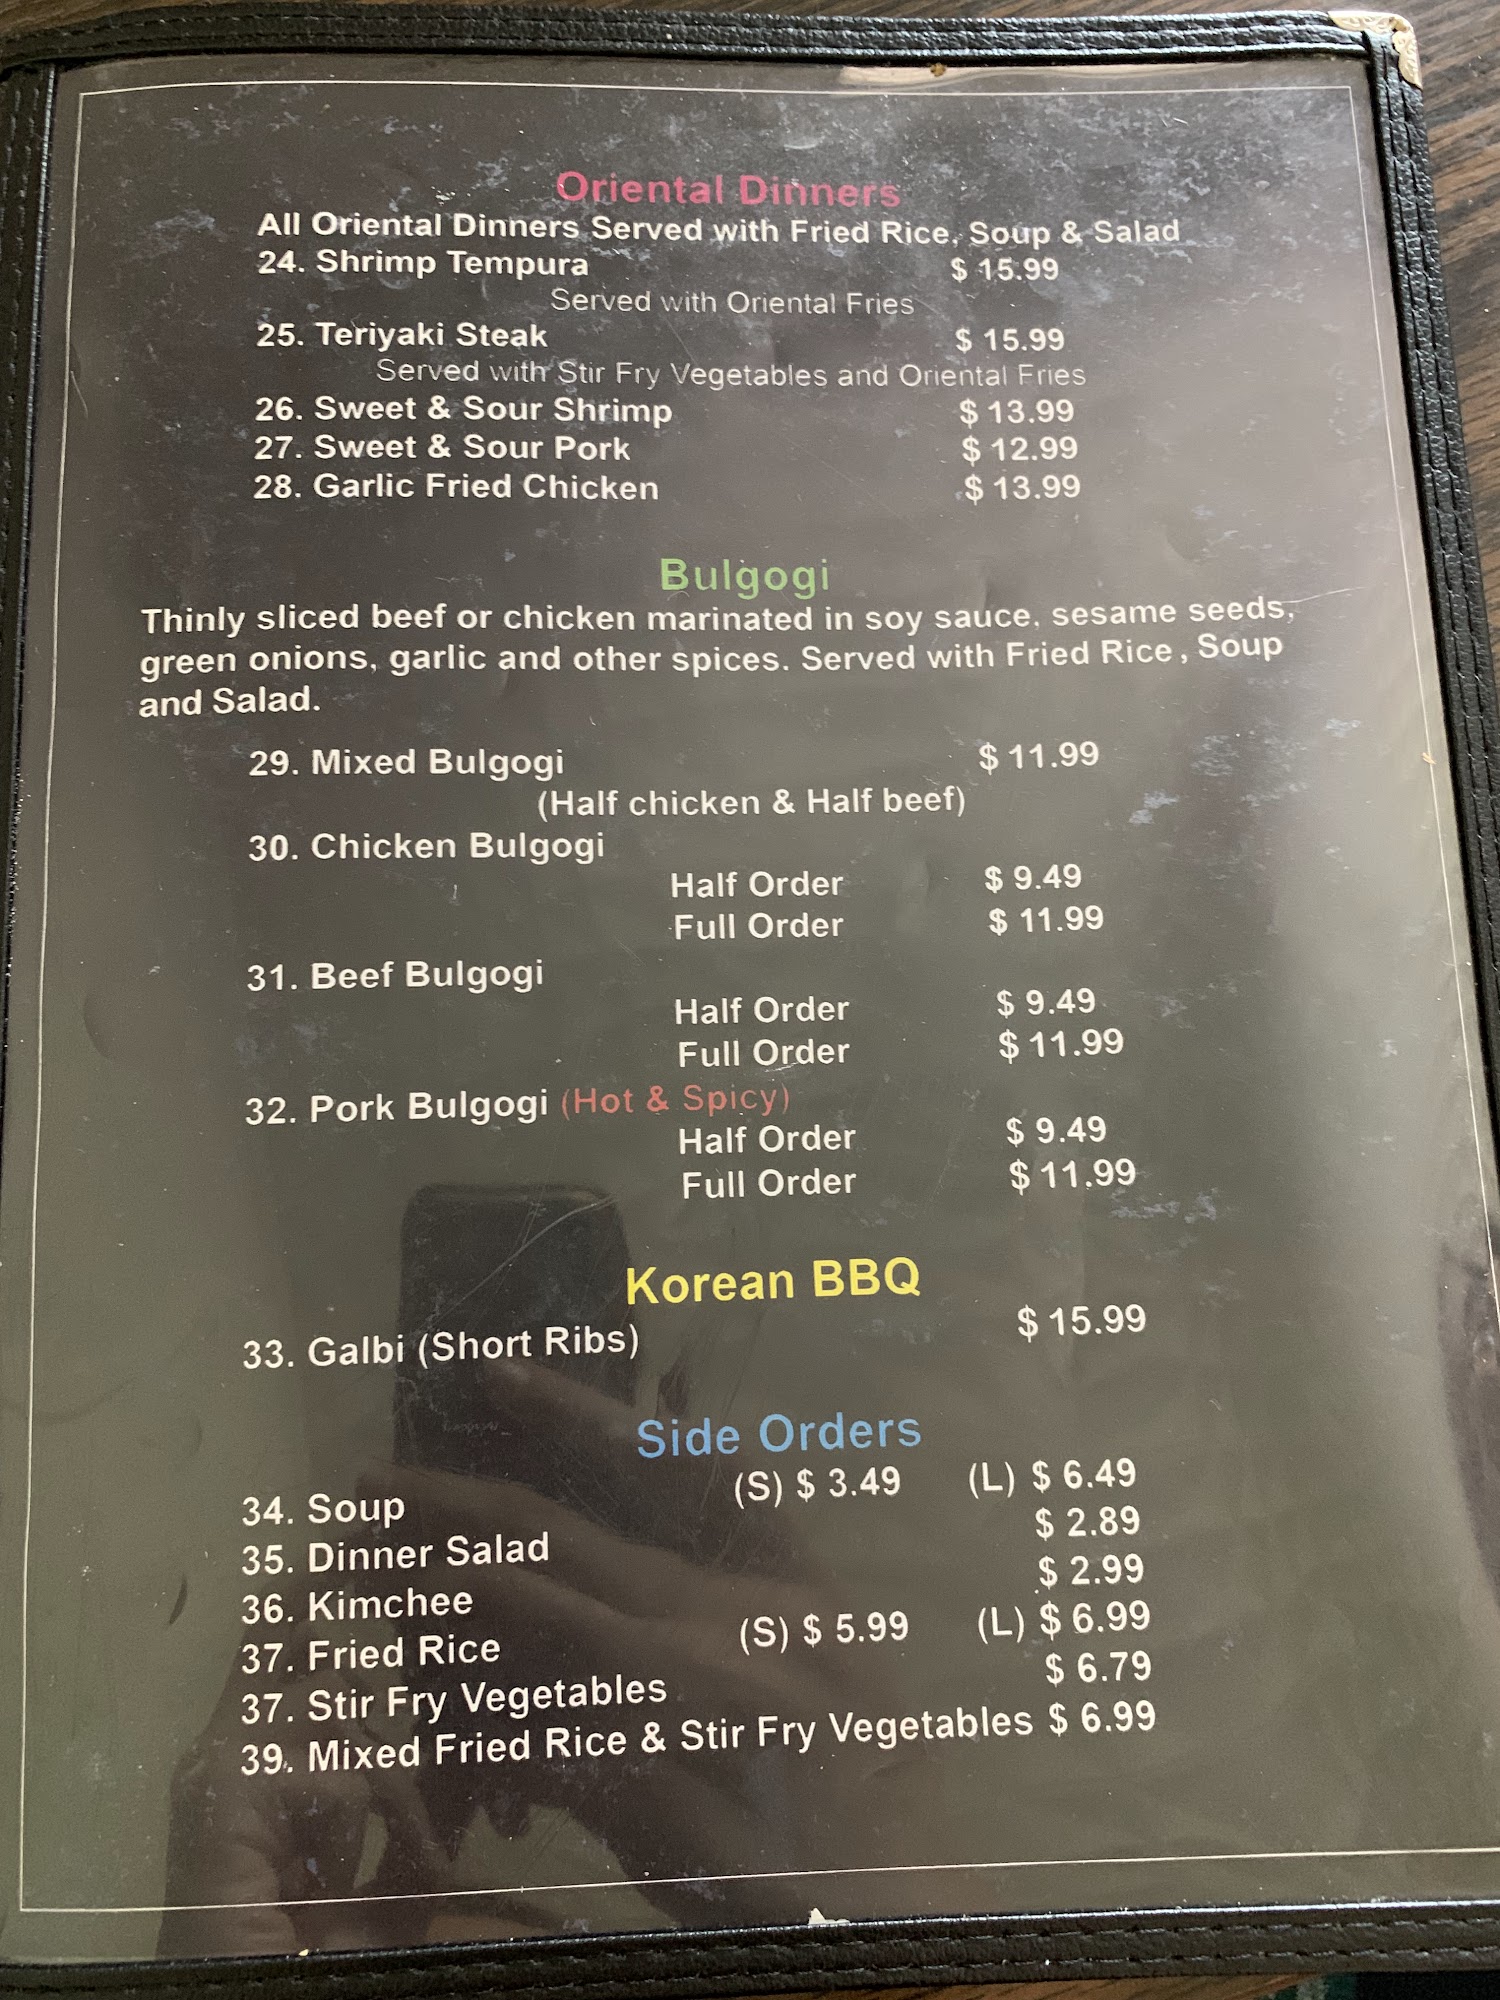 Oriental Dinners
All Oriental Dinners Served with Fried Rice, Soup & Salad
24. Shrimp Tempura $ 15.99
Served with Oriental Fries
25. Teriyaki Steak $ 15.99
Served with Stir Fry Vegetables and Oriental Fries
26. Sweet & Sour Shrimp $ 13.99
27. Sweet & Sour Pork $ 12.99
28. Garlic Fried Chicken $ 13.99
Bulgogi
Thinly sliced beef or chicken marinated in soy sauce, sesame seeds,
green onions, garlic and other spices. Served with Fried Rice, Soup
and Salad.
29. Mixed Bulgogi $ 11.99
(Half chicken & Half beef)
30. Chicken Bulgogi
Half Order $ 9.49
Full Order $ 11.99
31. Beef Bulgogi
Half Order $ 9.49
Full Order $ 11.99
32. Pork Bulgogi (Hot & Spicy)
Half Order $ 9.49
Full Order $ 11.99
Korean BBQ
33. Galbi (Short Ribs) $ 15.99
Side Orders
34. Soup (S) $ 3.49 (L) $ 6.49
35. Dinner Salad $ 2.89
36. Kimchee $ 2.99
37. Fried Rice (S) $ 5.99 (L) $ 6.99
37. Stir Fry Vegetables $ 6.79
39. Mixed Fried Rice & Stir Fry Vegetables $ 6.99